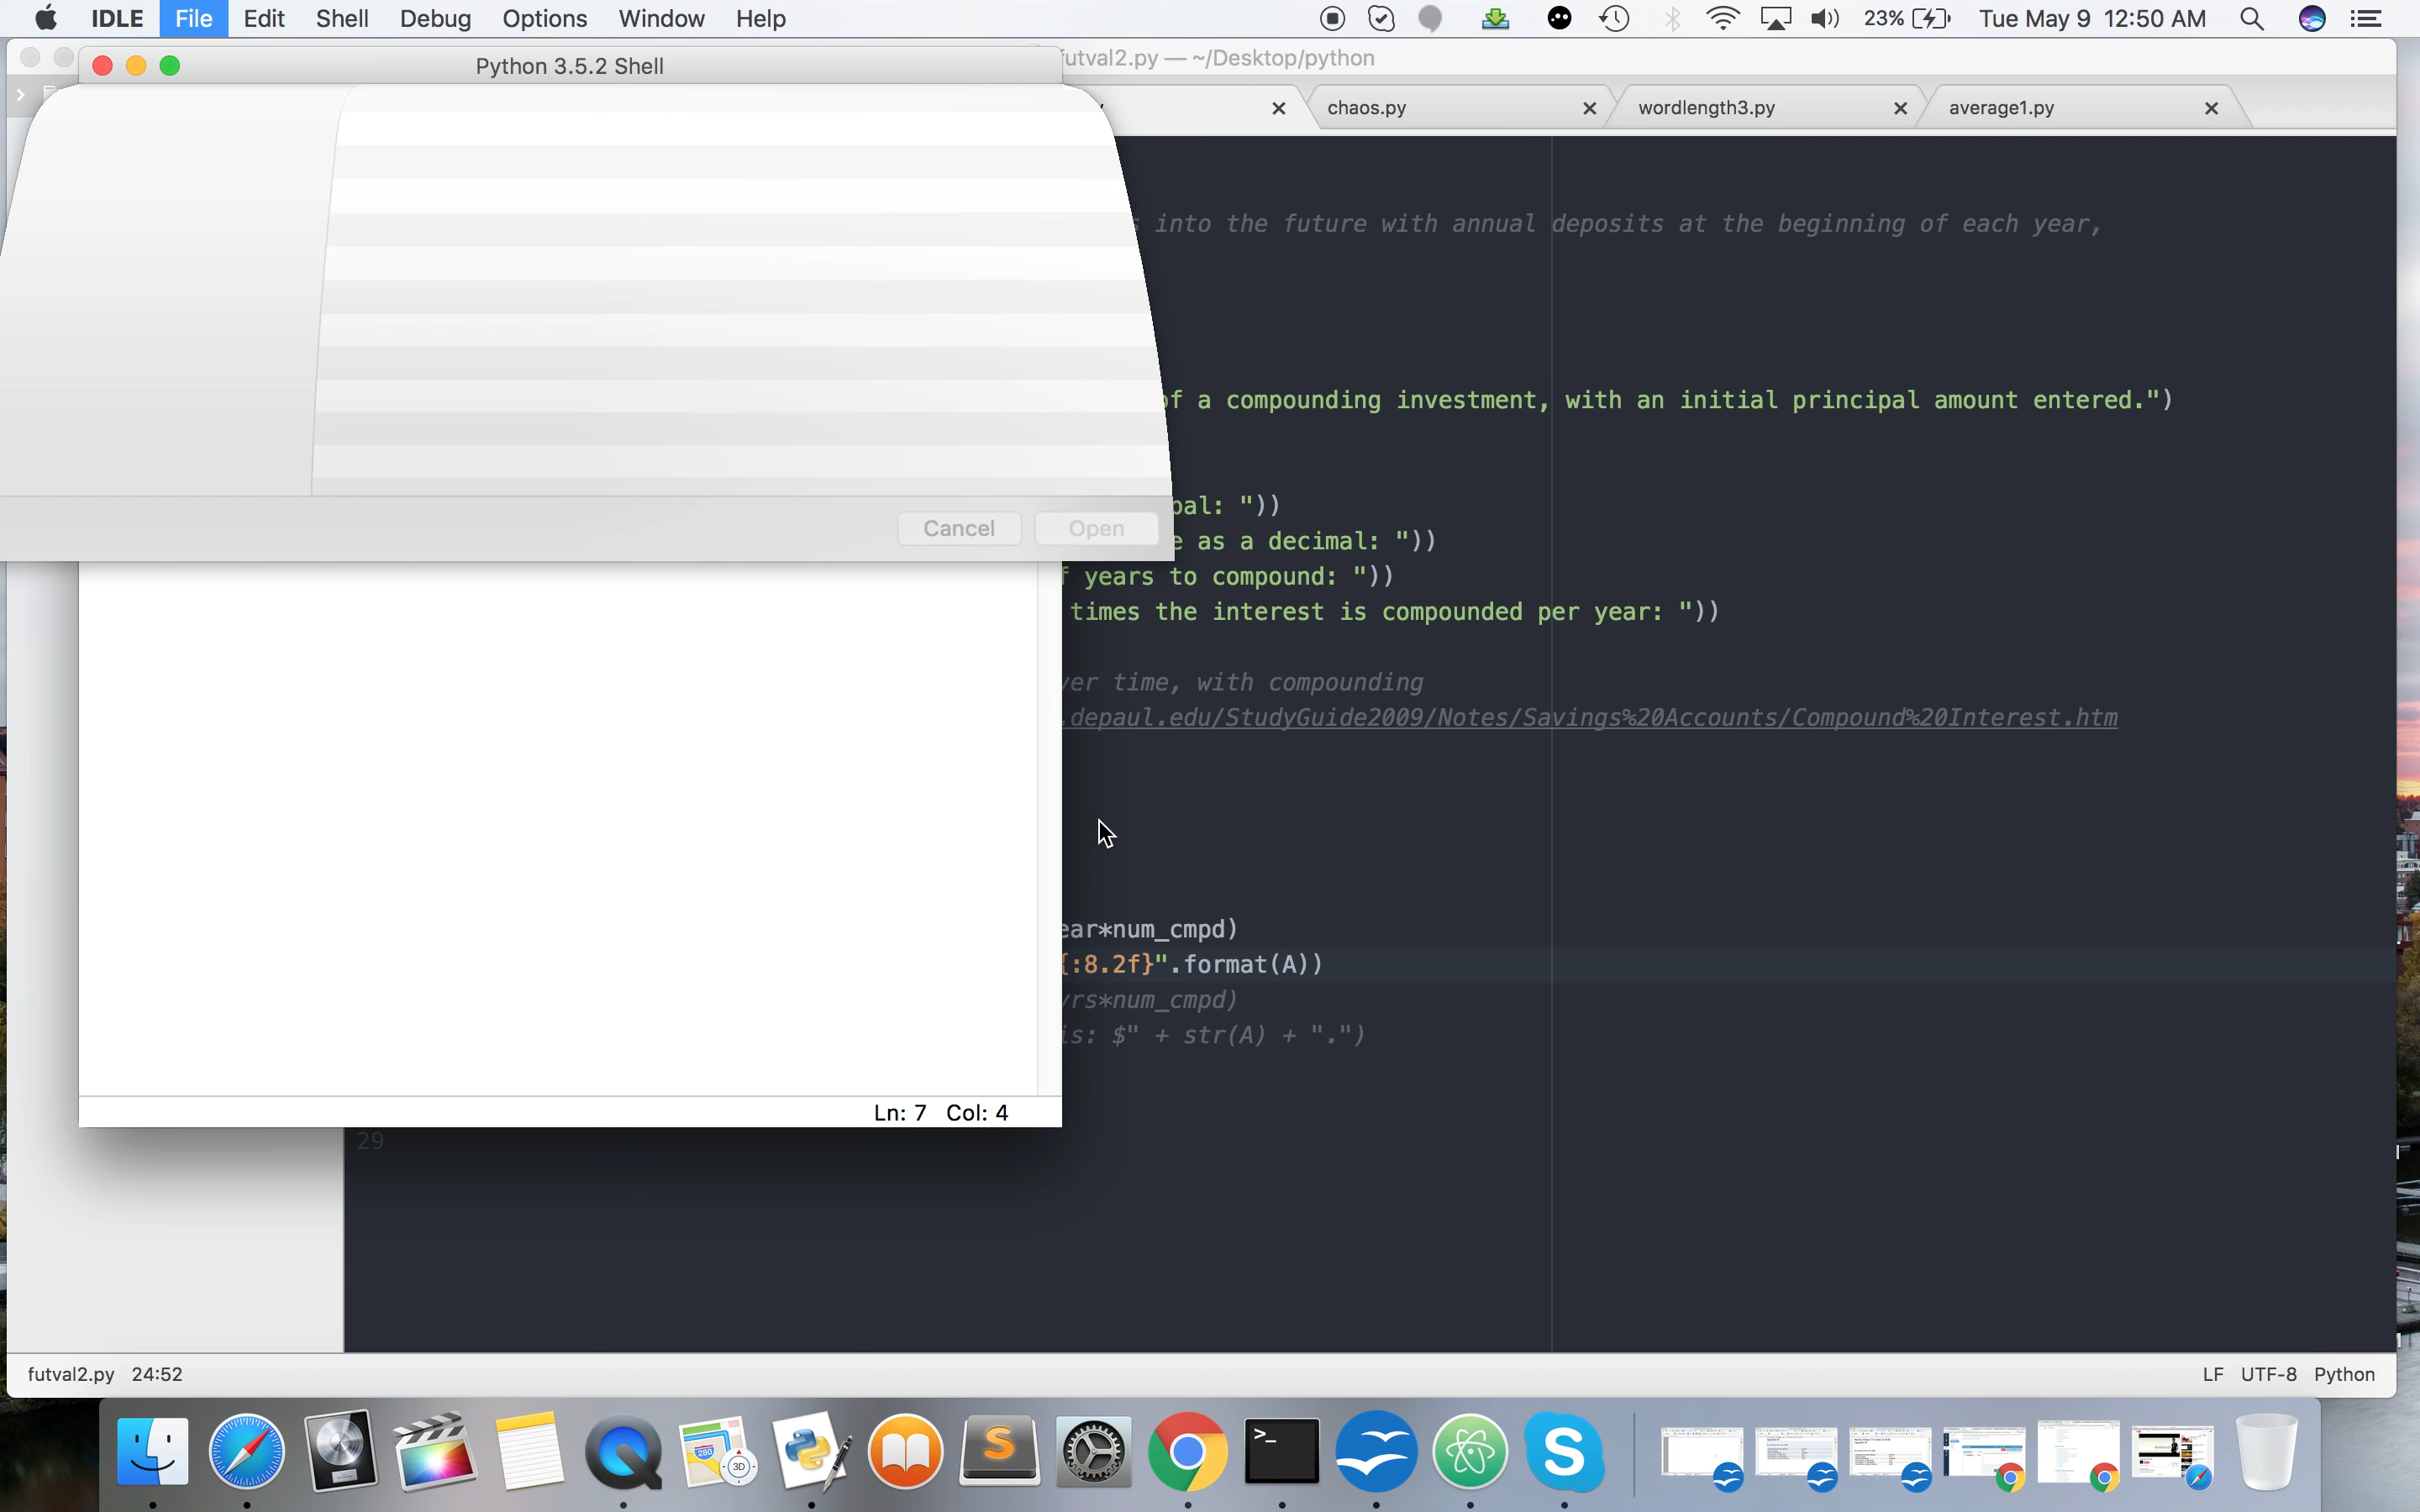 IDLE File Edit Shell Debug Options Window Help 23% Tue May 9 12:50 AM
Python 3.5.2 Shell
utval2.py — ~/Desktop/python
chaos.py wordlength3.py average1.py
into the future with annual deposits at the beginning of each year,
f a compounding investment, with an initial principal amount entered.")
Cancel Open
pal: "))
e as a decimal: "))
f years to compound: "))
times the interest is compounded per year: "))
er time, with compounding
.depaul.edu/StudyGuide2009/Notes/Savings%20Accounts/Compound%20Interest.htm
ear*num_cmpd)
{:8.2f}".format(A))
yrs*num_cmpd)
is: $" + str(A) + ".")
Ln: 7 Col: 4
29
futval2.py 24:52 LF UTF-8 Python
280
3D